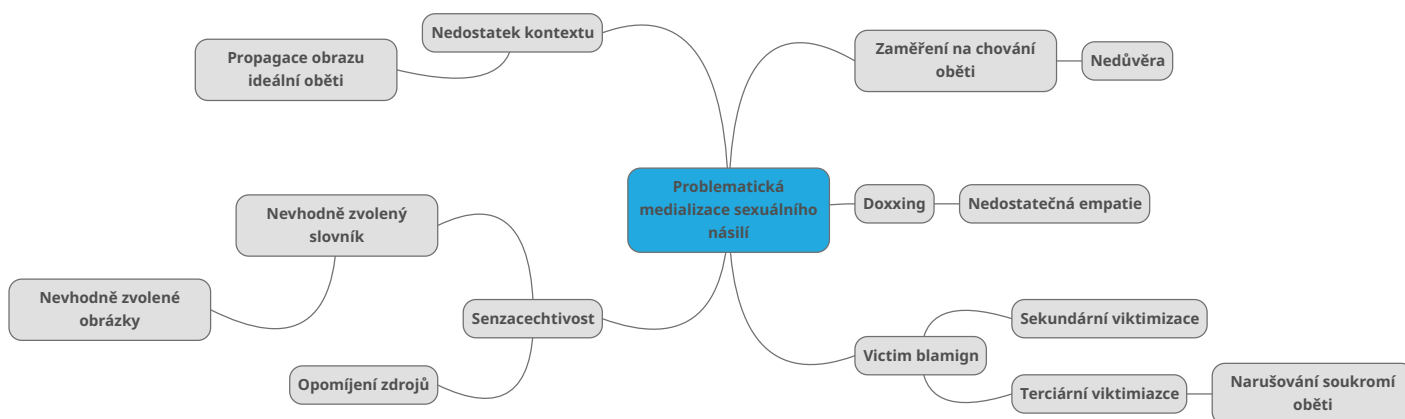 Nedostatek kontextu
Propagace obrazu
ideální oběti
Zaměření na chování
oběti
Nedůvěra
Problematická
medializace sexuálního
násilí
Doxxing
Nedostatečná empatie
Nevhodně zvolený
slovník
Nevhodně zvolené
obrázky
Senzacechtivost
Opomíjení zdrojů
Victim blamign
Sekundární viktimizace
Terciární viktimiazce
Narušování soukromí
oběti